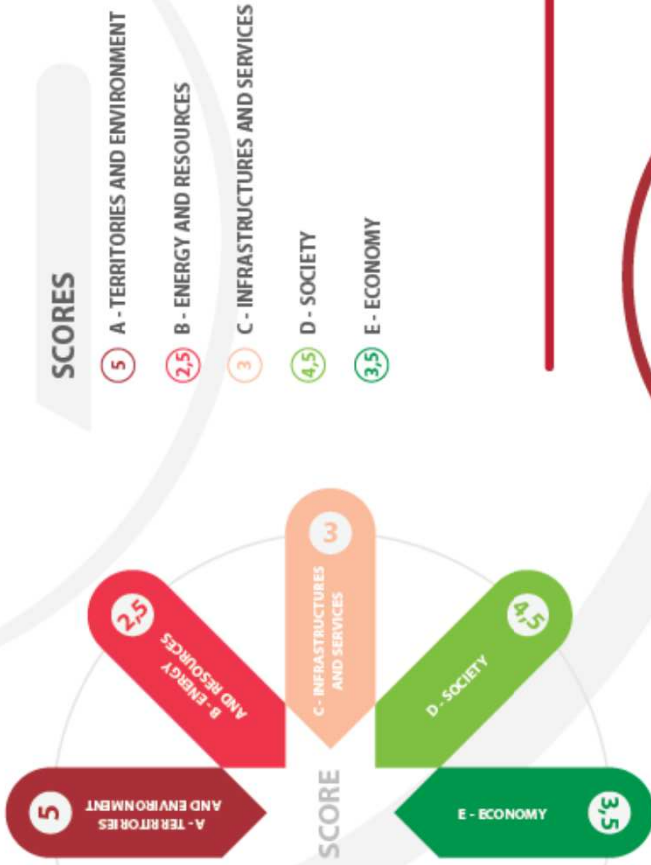 SCORES
5 A - TERRITORIES AND ENVIRONMENT
2,5 B - ENERGY AND RESOURCES
3 C - INFRASTRUCTURES AND SERVICES
4,5 D - SOCIETY
3,5 E - ECONOMY
SCORE
5
A - TERRITORIES
AND ENVIRONMENT
2,5
B - ENERGY
AND RESOURCES
3
C - INFRASTRUCTURES
AND SERVICES
4,5
D - SOCIETY
3,5
E - ECONOMY